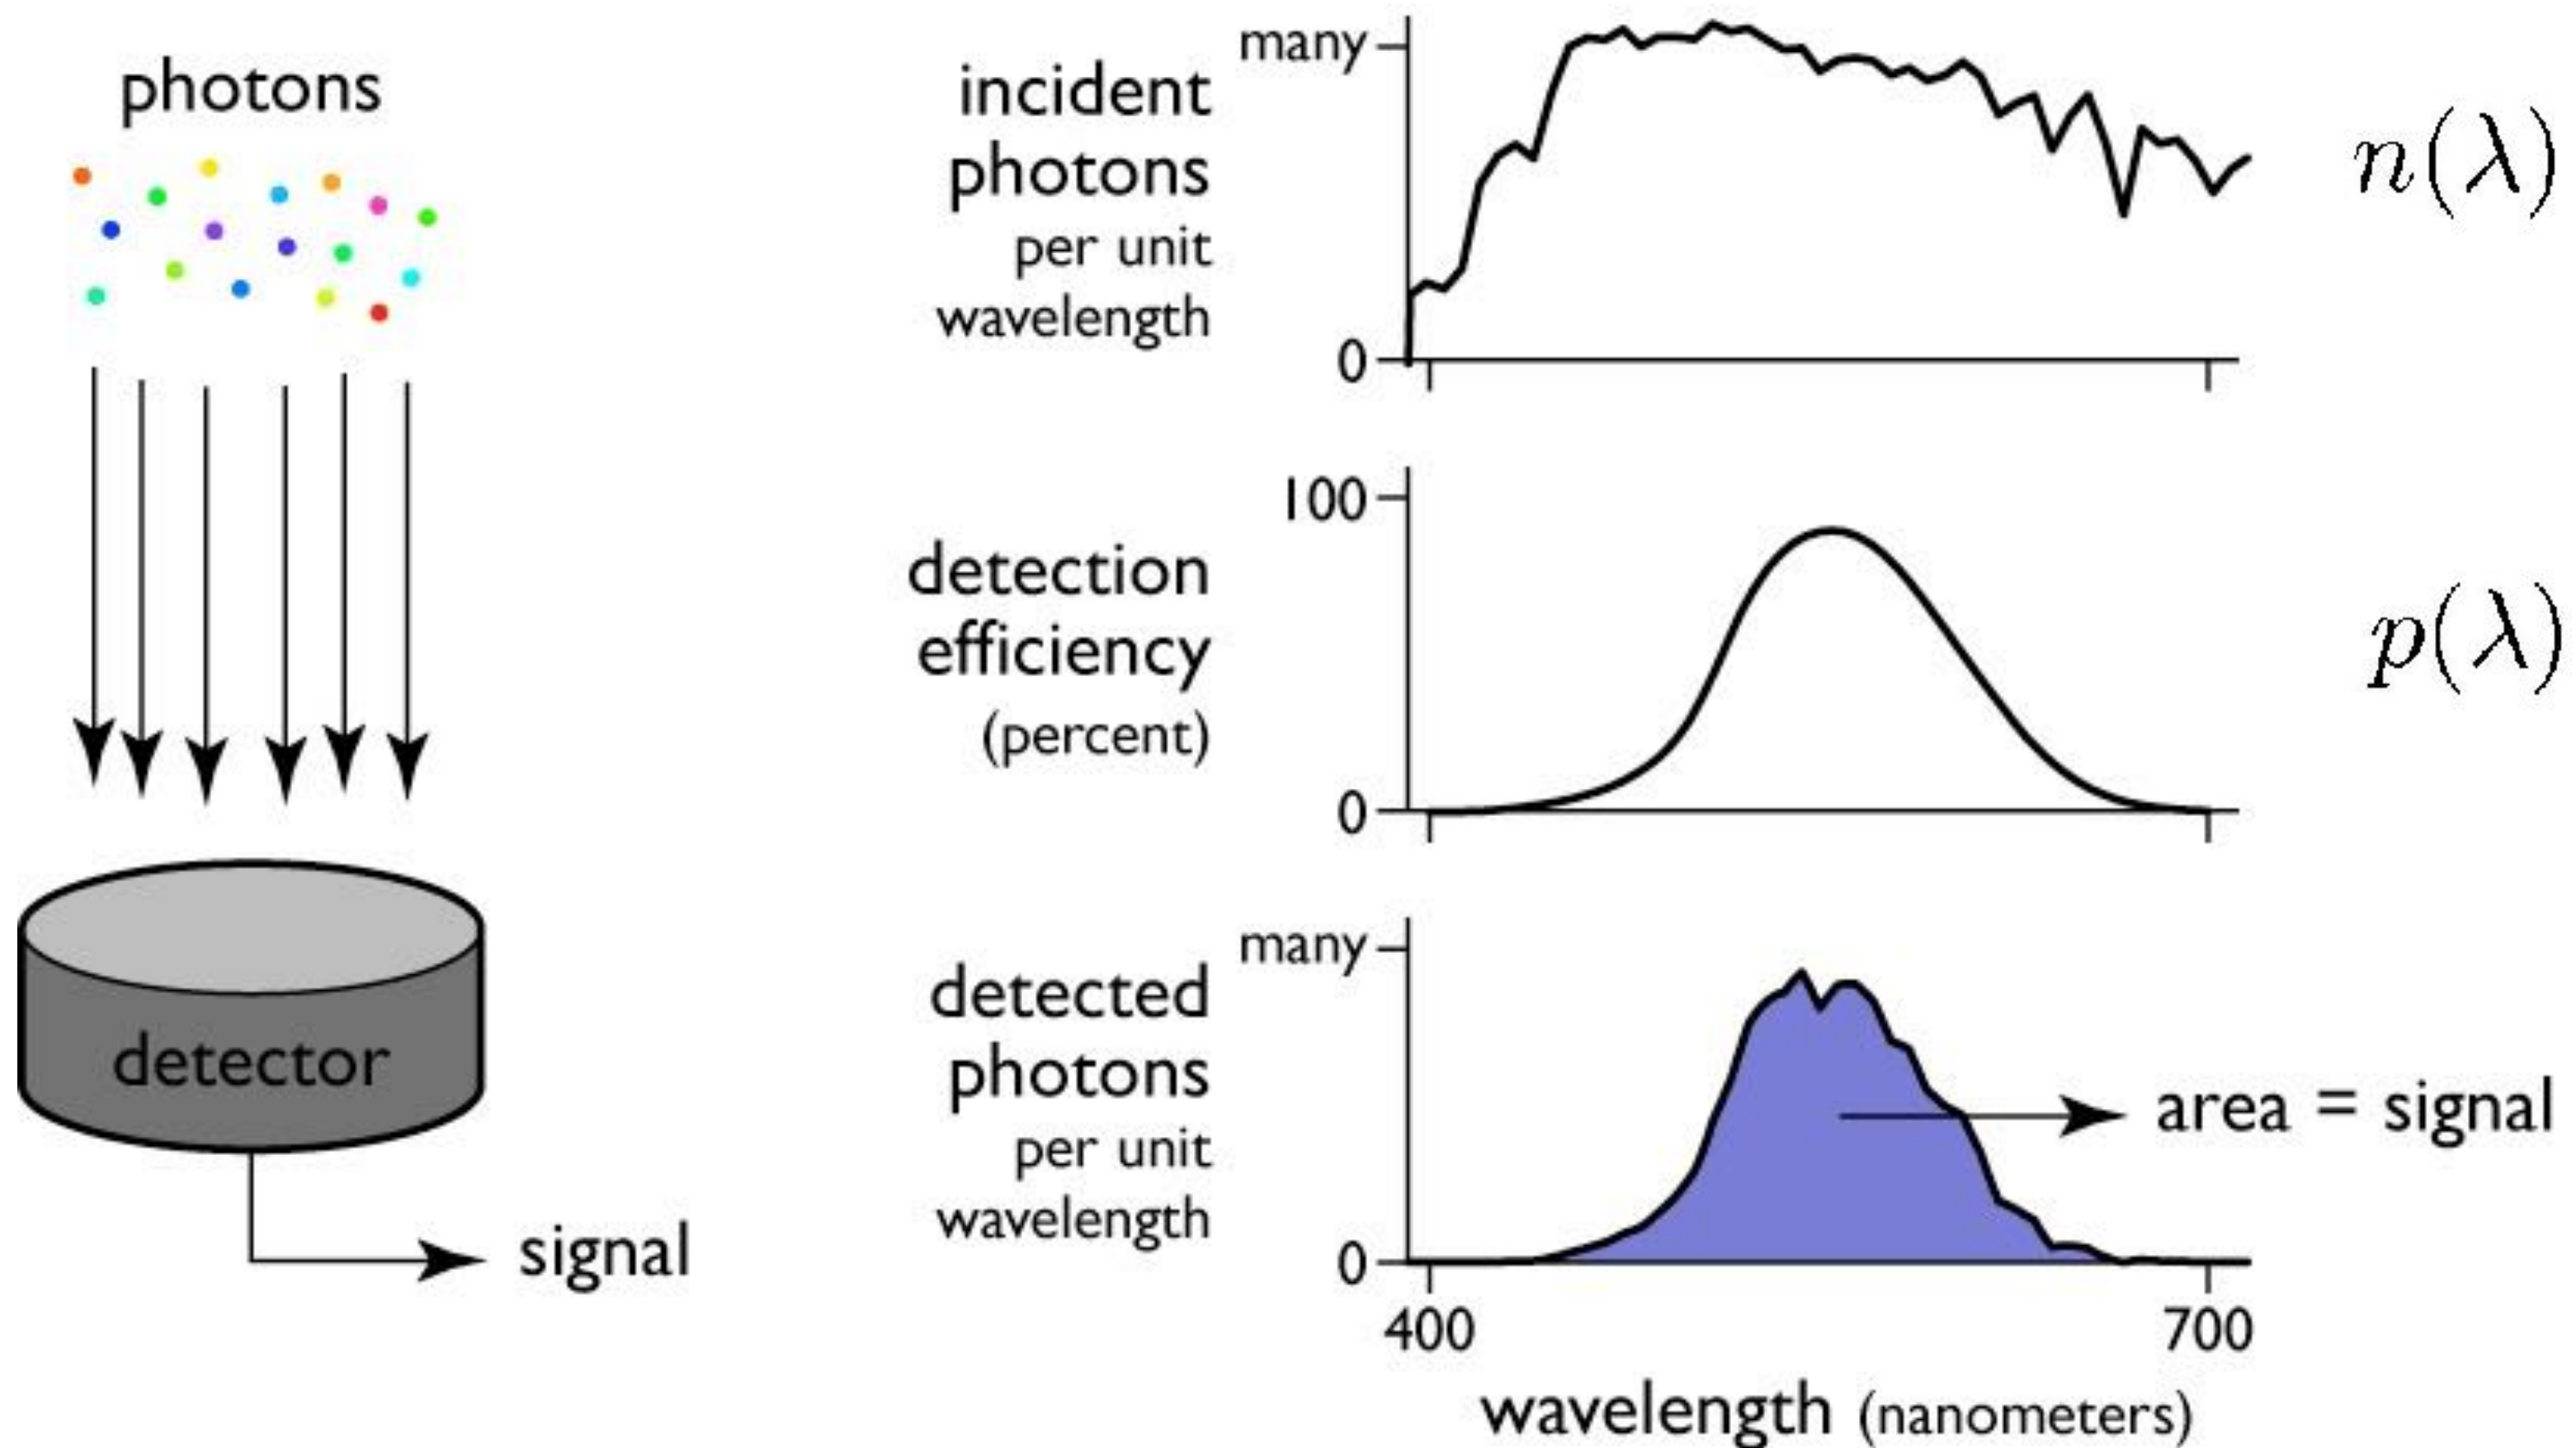 photons
detector
signal
incident
photons
per unit
wavelength
many
0
n(λ)
detection
efficiency
(percent)
100
0
p(λ)
detected
photons
per unit
wavelength
many
0
area = signal
400
700
wavelength (nanometers)